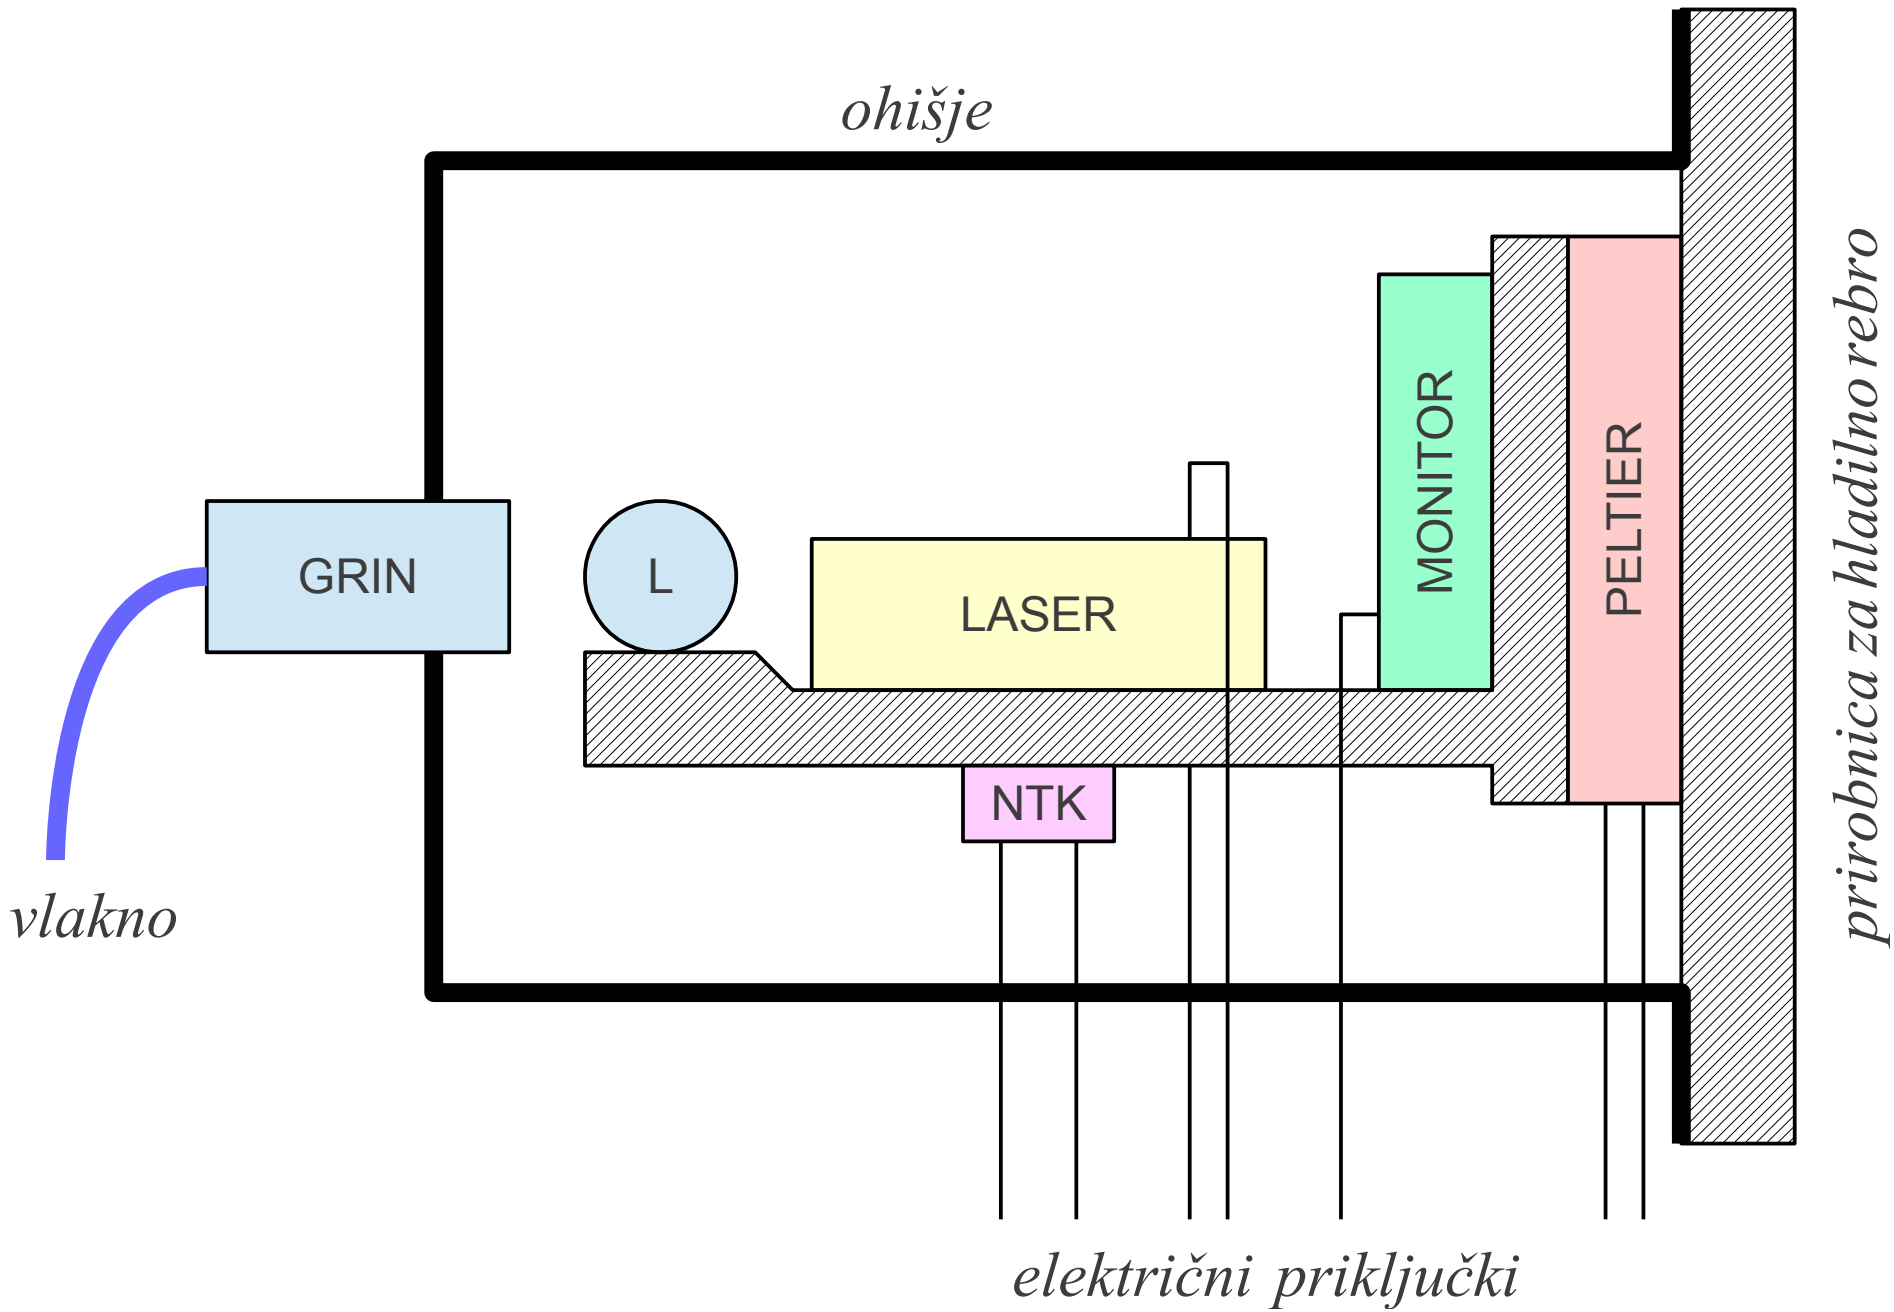 ohišje
GRIN
L
LASER
MONITOR
PELTIER
prirobnica za hladilno rebro
NTK
vlakno
električni priključki